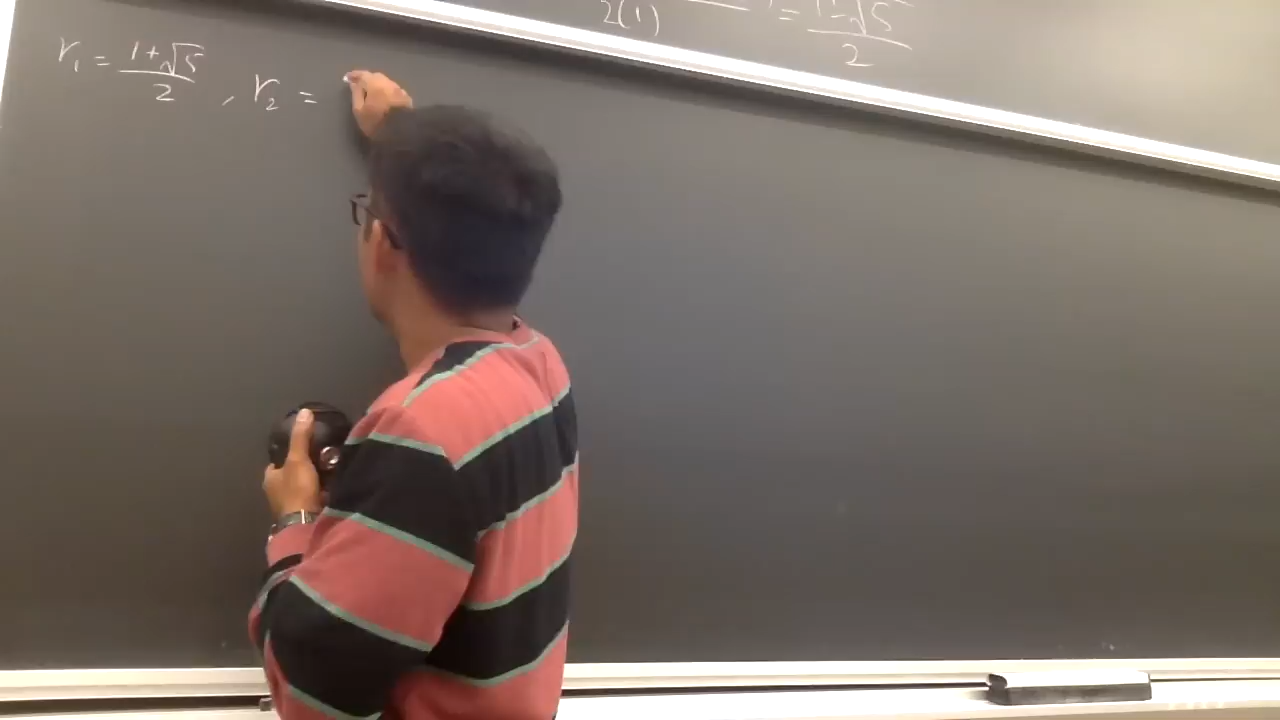 2(1) = 1±√5/2
r₁ = 1+√5/2 , r₂ =